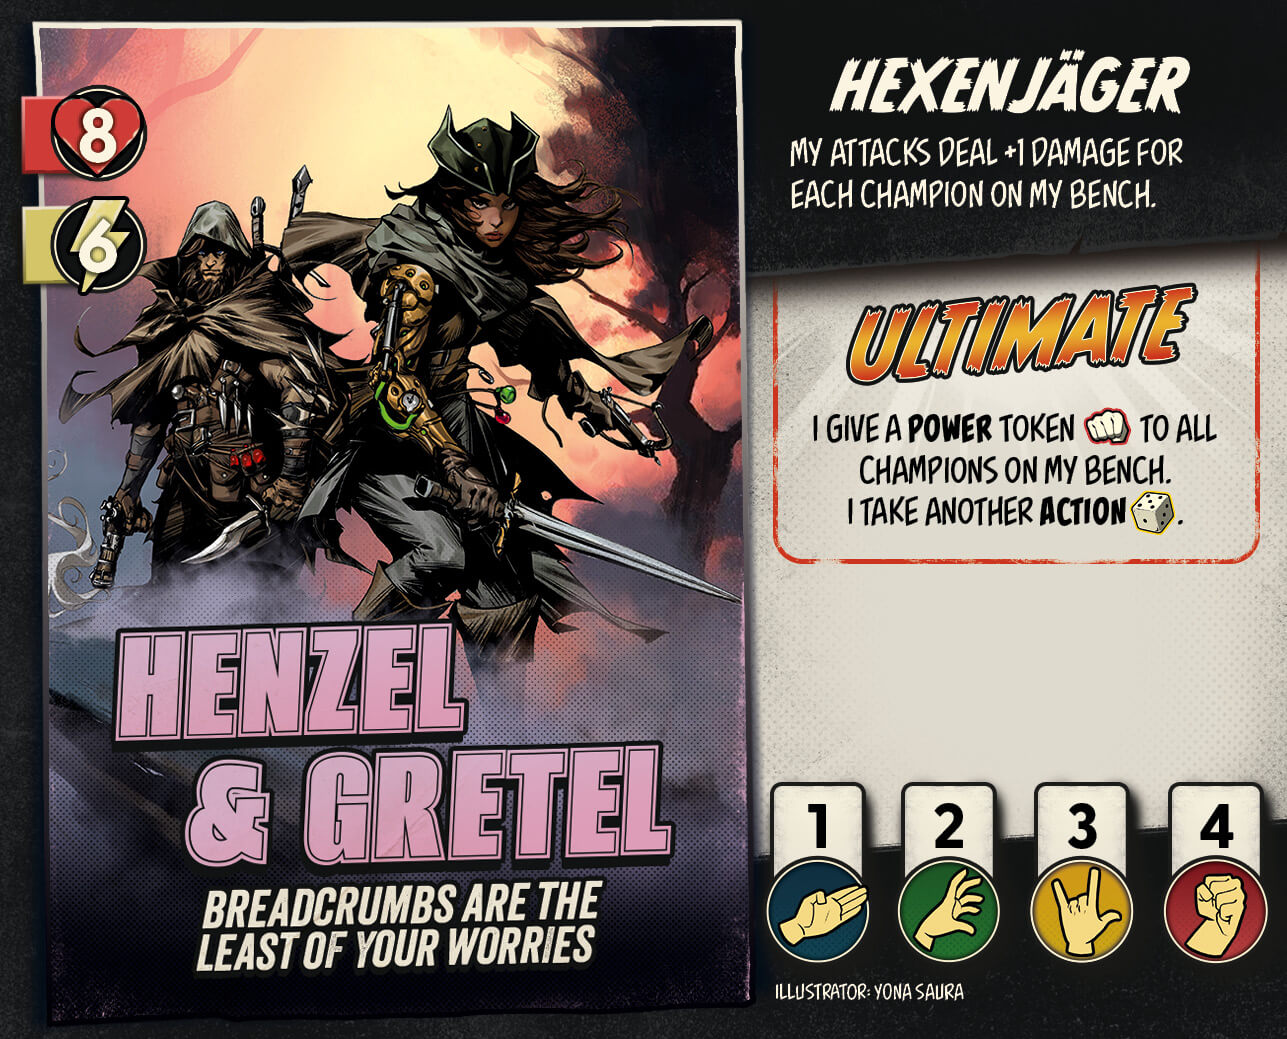 8
6
HENZEL
& GRETEL
BREADCRUMBS ARE THE
LEAST OF YOUR WORRIES
HEXENJÄGER
MY ATTACKS DEAL +1 DAMAGE FOR
EACH CHAMPION ON MY BENCH.
ULTIMATE
I GIVE A POWER TOKEN TO ALL
CHAMPIONS ON MY BENCH.
I TAKE ANOTHER ACTION .
1 2 3 4
ILLUSTRATOR: YONA SAURA